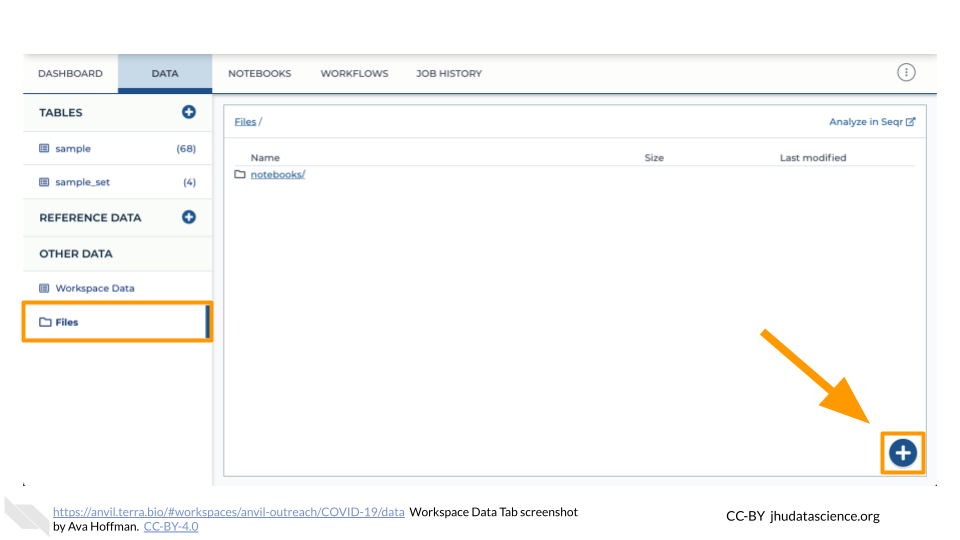 DASHBOARD DATA NOTEBOOKS WORKFLOWS JOB HISTORY
TABLES
sample (68)
sample_set (4)
REFERENCE DATA
OTHER DATA
Workspace Data
Files
Files / Analyze in Seqr
Name Size Last modified
notebooks/
https://anvil.terra.bio/#workspaces/anvil-outreach/COVID-19/data Workspace Data Tab screenshot
by Ava Hoffman. CC-BY-4.0
CC-BY jhudatascience.org